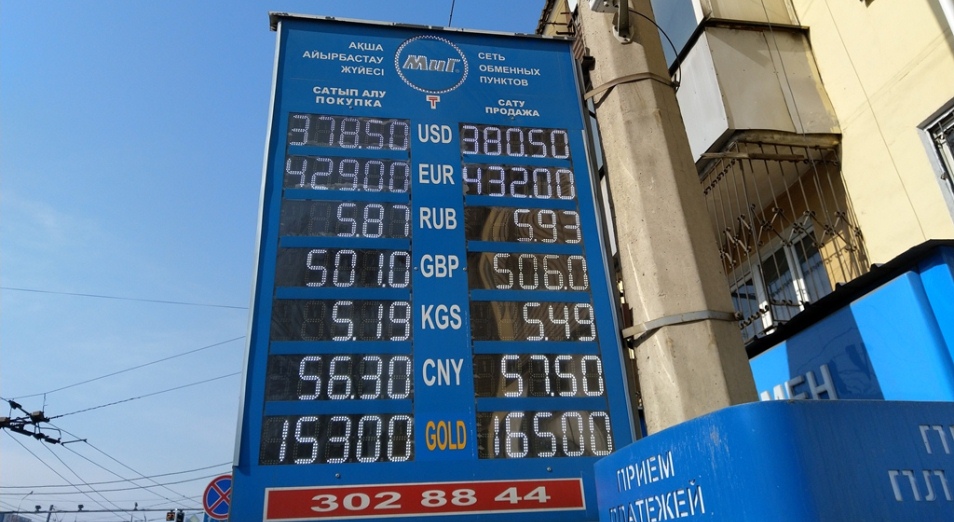 АҚША
АЙЫРБАСТАУ
ЖҮЙЕСІ
МиГ
СЕТЬ
ОБМЕННЫХ
ПУНКТОВ
Т
САТЫП АЛУ
ПОКУПКА
САТУ
ПРОДАЖА
378.50 USD 380.50
429.00 EUR 432.00
5.87 RUB 5.93
501.0 GBP 506.0
5.19 KGS 5.49
56.30 CNY 57.50
15300 GOLD 16500
302 88 44
ПРИЕМ
ПЛАТЕЖЕЙ